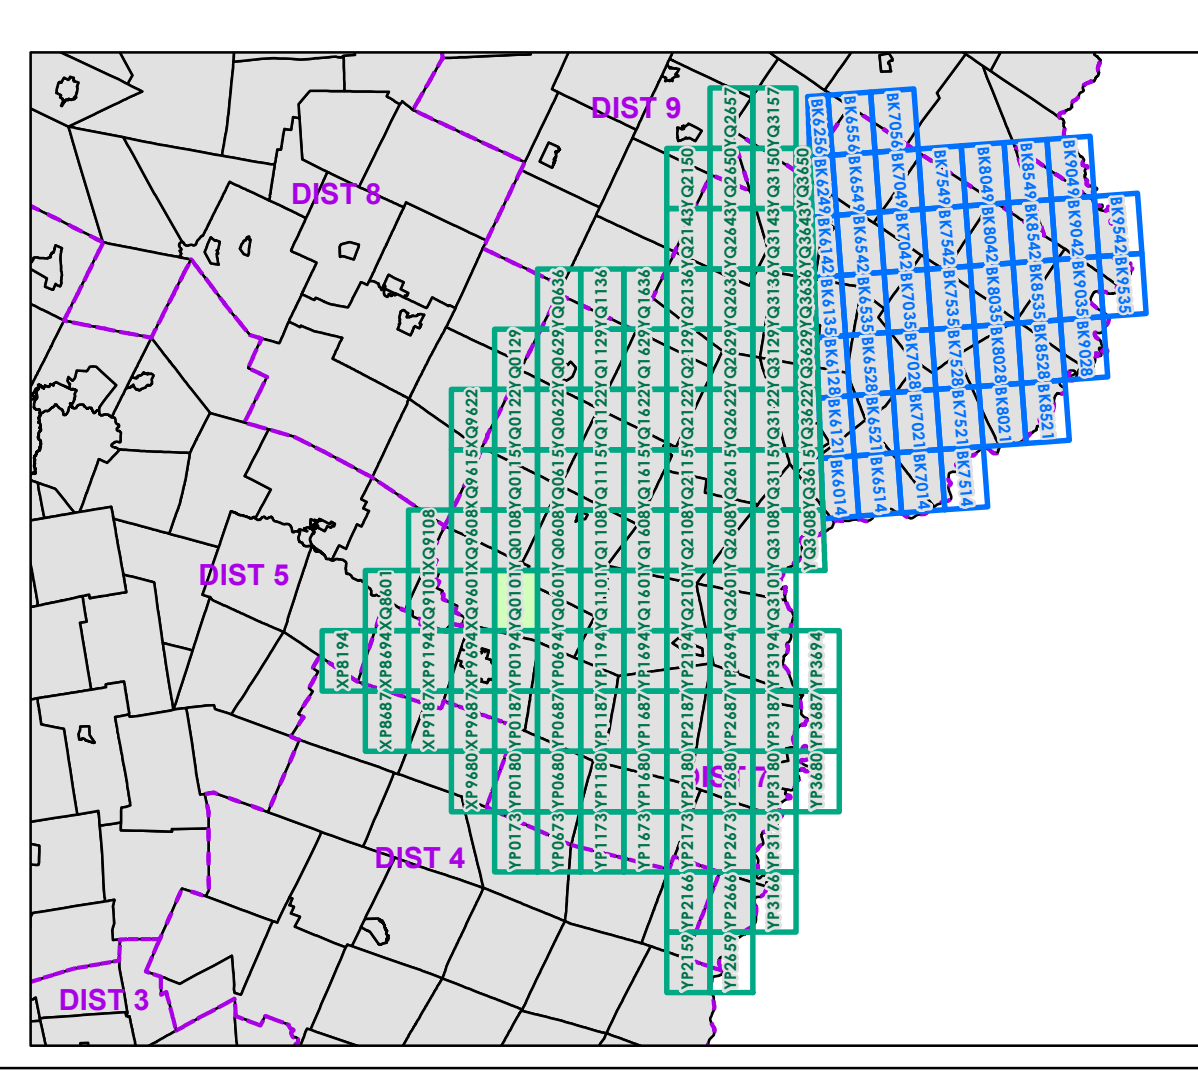 DIST 9
DIST 8
DIST 5
DIST 7
DIST 4
DIST 3
YQ2657 YQ3157
YQ2150 YQ2650 YQ3150 YQ3650
YQ2143 YQ2643 YQ3143 YQ3643
YQ0636 YQ1136 YQ1636 YQ2136 YQ2636 YQ3136 YQ3636
YQ0129 YQ0629 YQ1129 YQ1629 YQ2129 YQ2629 YQ3129 YQ3629
XQ9622 YQ0122 YQ0622 YQ1122 YQ1622 YQ2122 YQ2622 YQ3122 YQ3622
XQ9615 YQ0115 YQ0615 YQ1115 YQ1615 YQ2115 YQ2615 YQ3115 YQ3615
XQ9108 XQ9608 YQ0108 YQ0608 YQ1108 YQ1608 YQ2108 YQ2608 YQ3108 YQ3608
XQ8601 XQ9101 XQ9601 YQ0101 YQ0601 YQ1101 YQ1601 YQ2101 YQ2601 YQ3101
XP8194 XP8694 XP9194 XP9694 YP0194 YP0694 YP1194 YP1694 YP2194 YP2694 YP3194 YP3694
XP8687 XP9187 XP9687 YP0187 YP0687 YP1187 YP1687 YP2187 YP2687 YP3187 YP3687
XP9680 YP0180 YP0680 YP1180 YP1680 YP2180 YP2680 YP3180 YP3680
YP0173 YP0673 YP1173 YP1673 YP2173 YP2673 YP3173
YP2166 YP2666 YP3166
YP2159 YP2659
BK6256 BK6556 BK7056
BK6249 BK6549 BK7049 BK7549 BK8049 BK8549 BK9049
BK6142 BK6542 BK7042 BK7542 BK8042 BK8542 BK9042 BK9542
BK6135 BK6535 BK7035 BK7535 BK8035 BK8535 BK9035 BK9535
BK6128 BK6528 BK7028 BK7528 BK8028 BK8528 BK9028
BK6121 BK6521 BK7021 BK7521 BK8021 BK8521
BK6014 BK6514 BK7014 BK7514